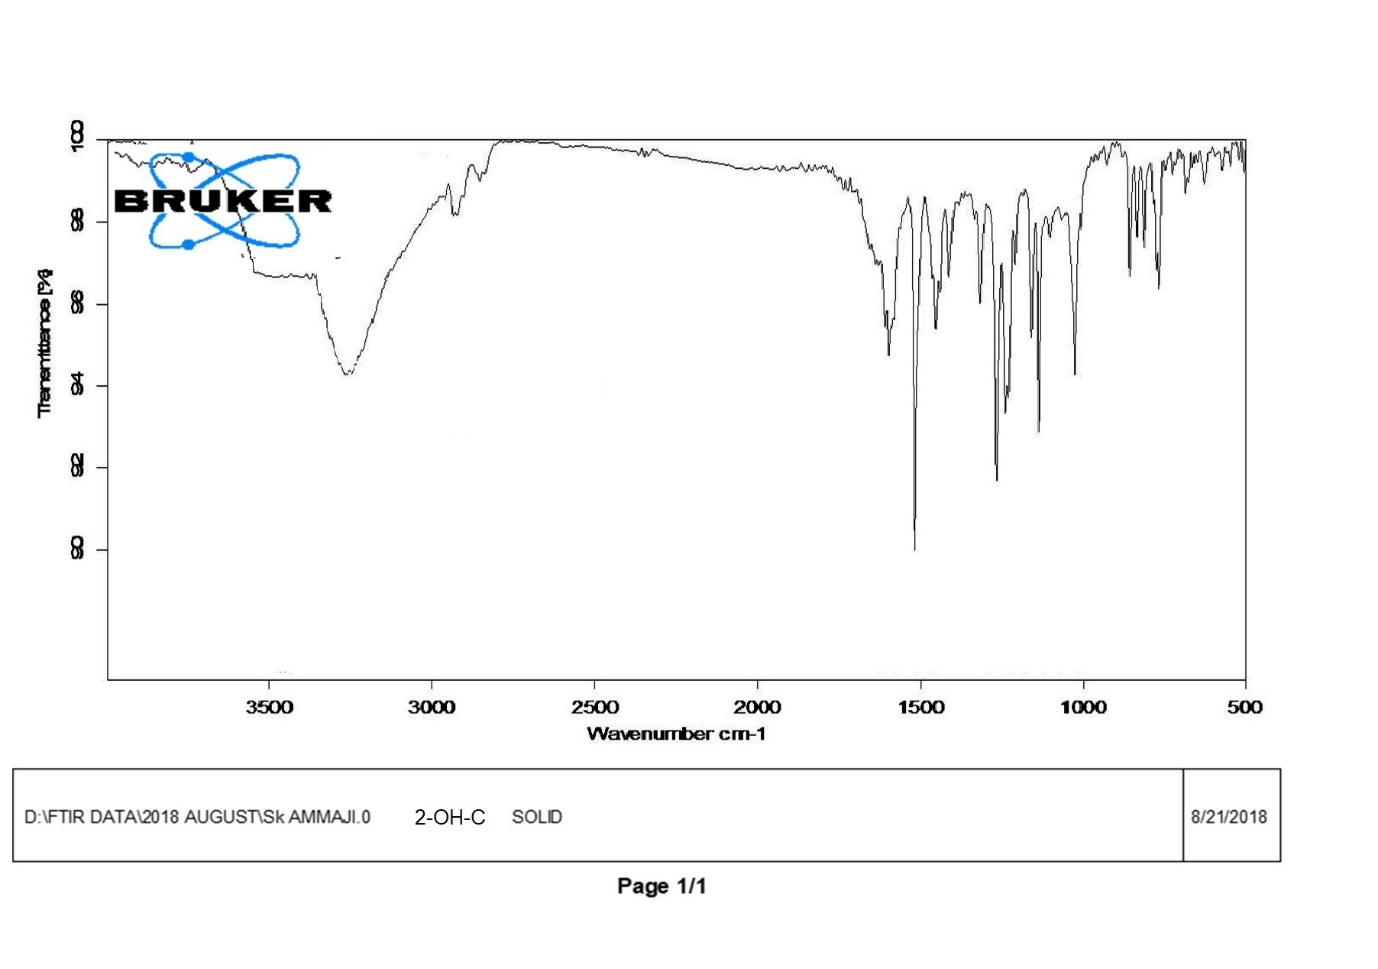 BRUKER
100
98
96
94
92
90
Transmittance [%]
3500 3000 2500 2000 1500 1000 500
Wavenumber cm-1
D:\FTIR DATA\2018 AUGUST\Sk AMMAJI.0 2-OH-C SOLID 8/21/2018
Page 1/1